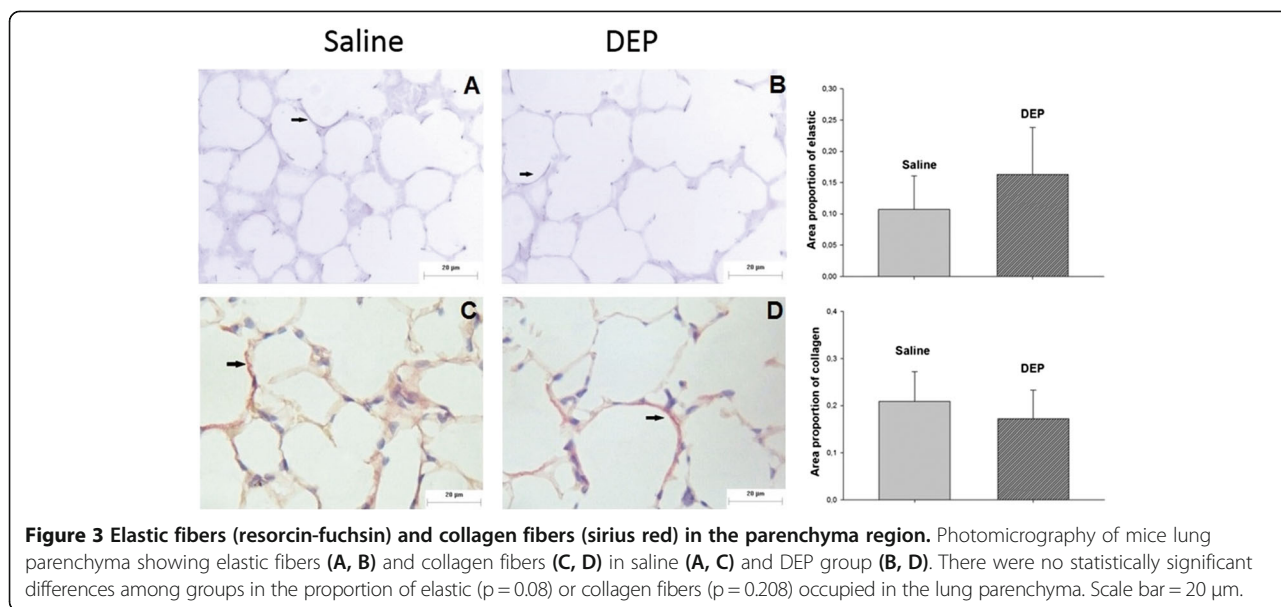 Saline DEP
A
B
20 µm
20 µm
Area proportion of elastic
0,30
0,25
0,20
0,15
0,10
0,05
0,00
Saline
DEP
C
D
20 µm
20 µm
Area proportion of collagen
0,4
0,3
0,2
0,1
0,0
Saline
DEP
Figure 3 Elastic fibers (resorcin-fuchsin) and collagen fibers (sirius red) in the parenchyma region. Photomicrography of mice lung
parenchyma showing elastic fibers (A, B) and collagen fibers (C, D) in saline (A, C) and DEP group (B, D). There were no statistically significant
differences among groups in the proportion of elastic (p = 0.08) or collagen fibers (p = 0.208) occupied in the lung parenchyma. Scale bar = 20 μm.